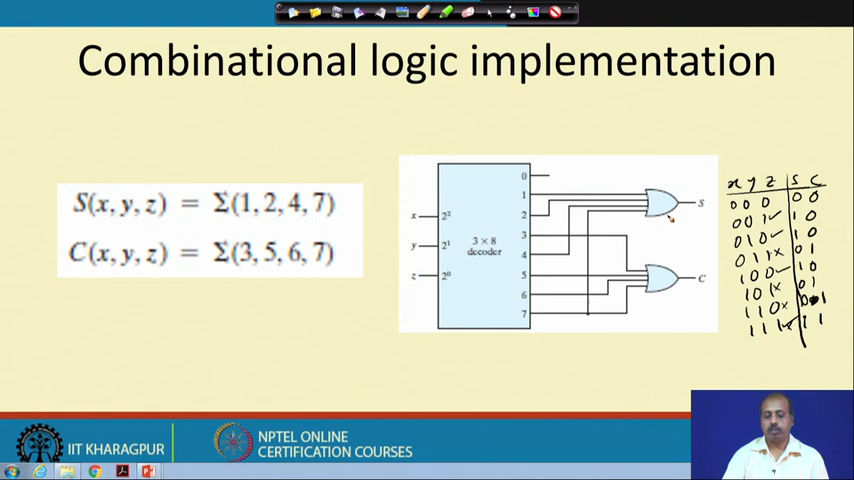 Combinational logic implementation
S(x, y, z) = Σ(1, 2, 4, 7)
C(x, y, z) = Σ(3, 5, 6, 7)
x
y
z
2²
2¹
2⁰
3 × 8
decoder
0
1
2
3
4
5
6
7
S
C
x y z S C
0 0 0 0 0
0 0 1 ✓ 1 0
0 1 0 ✓ 1 0
0 1 1 x 0 1
1 0 0 ✓ 1 0
1 0 1 x 0 1
1 1 0 x 0 1
1 1 1 x ✓ 1 1
IIT KHARAGPUR
NPTEL ONLINE
CERTIFICATION COURSES